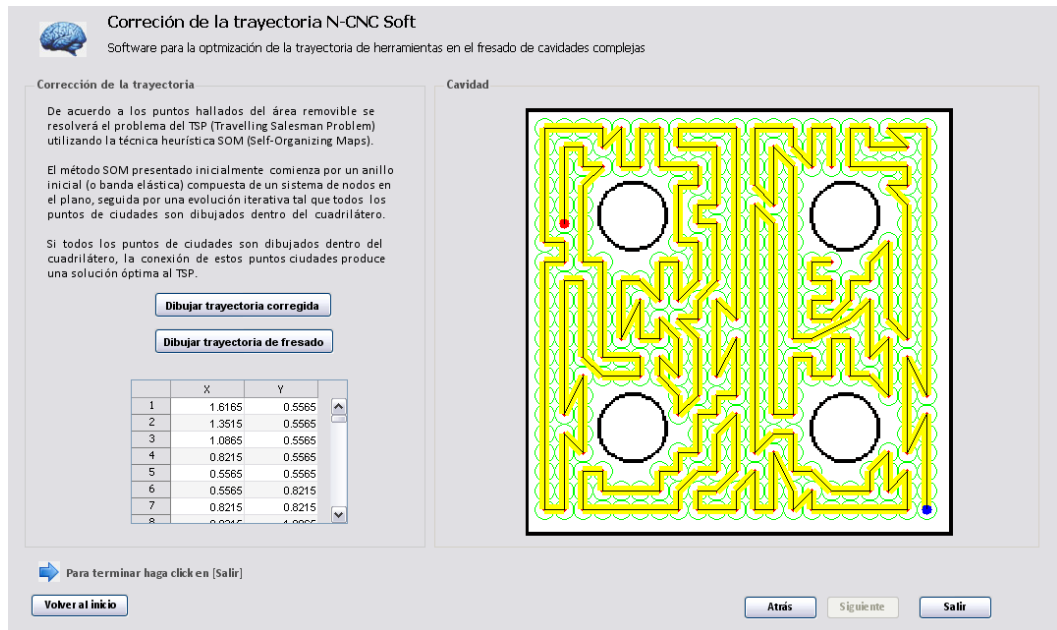 Correción de la trayectoria N-CNC Soft
Software para la optmización de la trayectoria de herramientas en el fresado de cavidades complejas
Corrección de la trayectoria
De acuerdo a los puntos hallados del área removible se
resolverá el problema del TSP (Travelling Salesman Problem)
utilizando la técnica heurística SOM (Self-Organizing Maps).
El método SOM presentado inicialmente comienza por un anillo
inicial (o banda elástica) compuesta de un sistema de nodos en
el plano, seguida por una evolución iterativa tal que todos los
puntos de ciudades son dibujados dentro del cuadrilátero.
Si todos los puntos de ciudades son dibujados dentro del
cuadrilátero, la conexión de estos puntos ciudades produce
una solución óptima al TSP.
Dibujar trayectoria corregida
Dibujar trayectoria de fresado
X Y
1 1.6165 0.5565
2 1.3515 0.5565
3 1.0865 0.5565
4 0.8215 0.5565
5 0.5565 0.5565
6 0.5565 0.8215
7 0.8215 0.8215
8
Cavidad
Para terminar haga click en [Salir]
Volver al inicio
Atrás
Siguiente
Salir